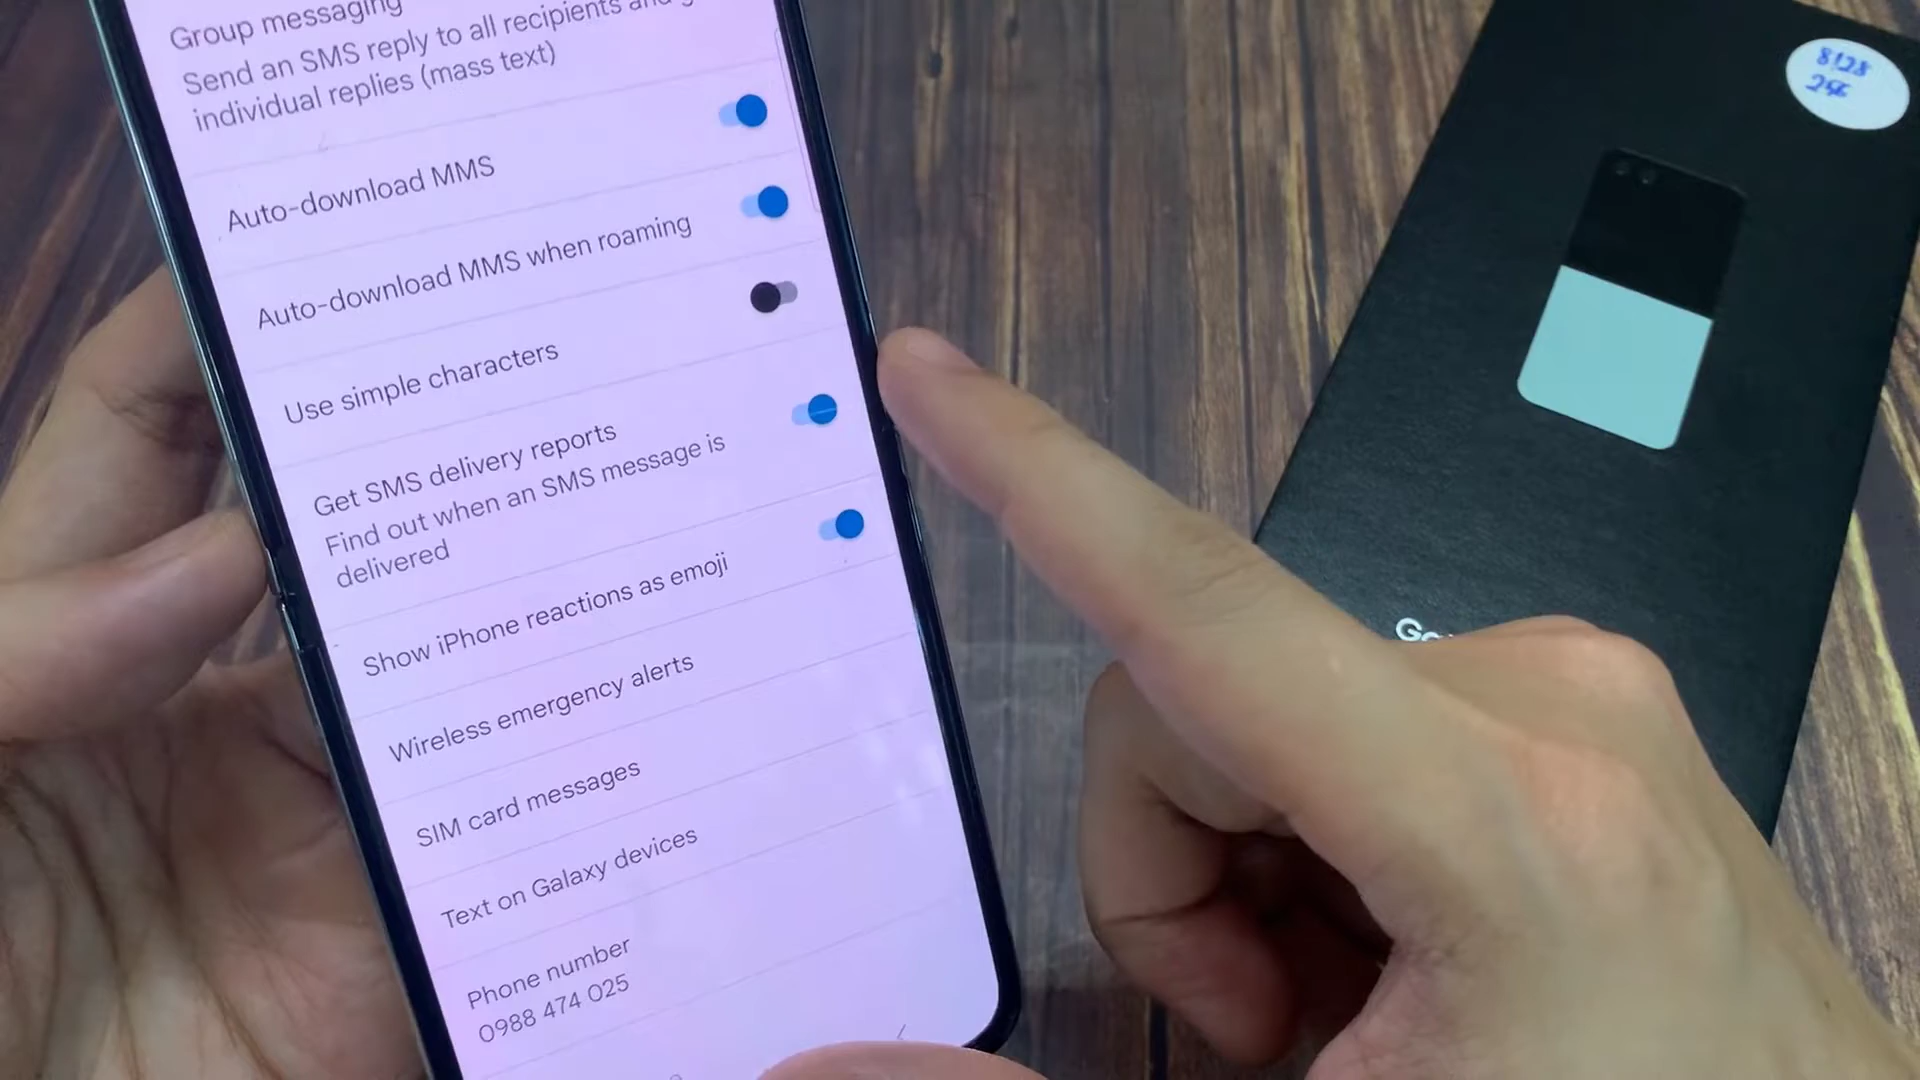 Group messaging
Send an SMS reply to all recipients and
individual replies (mass text)
Auto-download MMS
Auto-download MMS when roaming
Use simple characters
Get SMS delivery reports
Find out when an SMS message is
delivered
Show iPhone reactions as emoji
Wireless emergency alerts
SIM card messages
Text on Galaxy devices
Phone number
0988 474 025
8128
256